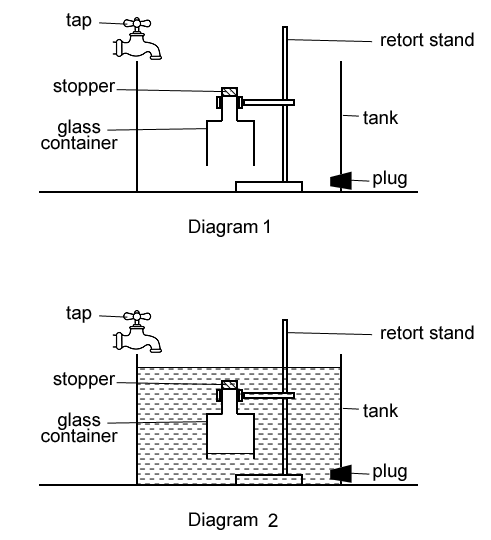 tap
retort stand
stopper
glass
container
tank
plug
Diagram 1
tap
retort stand
stopper
glass
container
tank
plug
Diagram 2